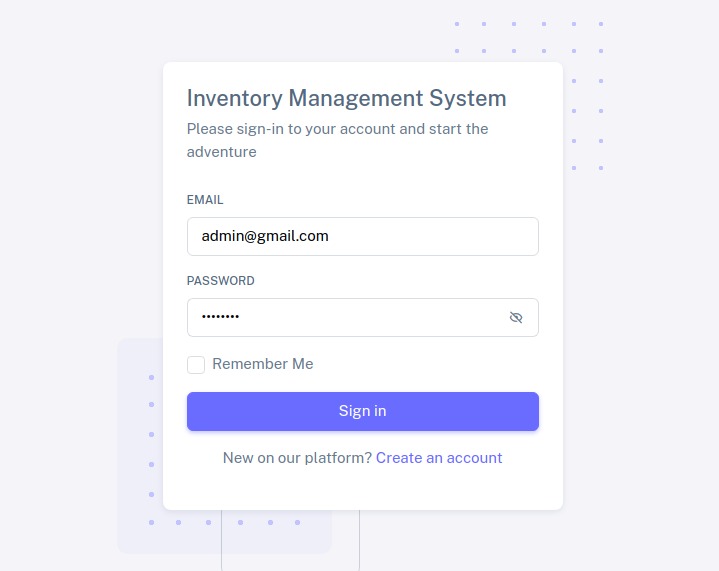 Inventory Management System
Please sign-in to your account and start the
adventure
EMAIL
admin@gmail.com
PASSWORD
••••••••
Remember Me
Sign in
New on our platform? Create an account